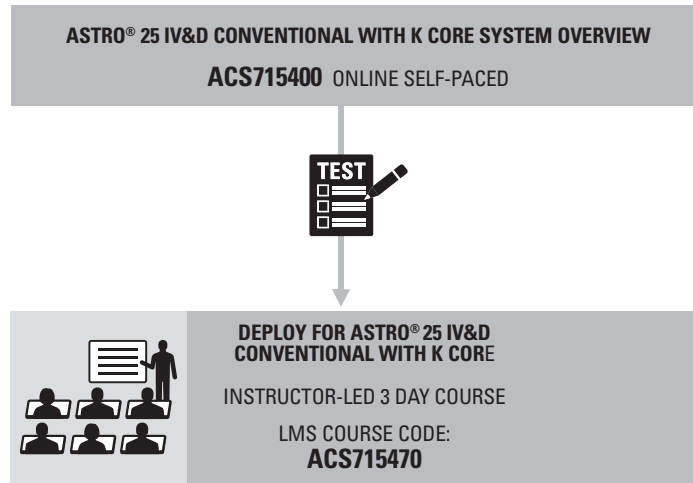 ASTRO® 25 IV&D CONVENTIONAL WITH K CORE SYSTEM OVERVIEW
ACS715400 ONLINE SELF-PACED
TEST
DEPLOY FOR ASTRO® 25 IV&D
CONVENTIONAL WITH K CORE
INSTRUCTOR-LED 3 DAY COURSE
LMS COURSE CODE:
ACS715470